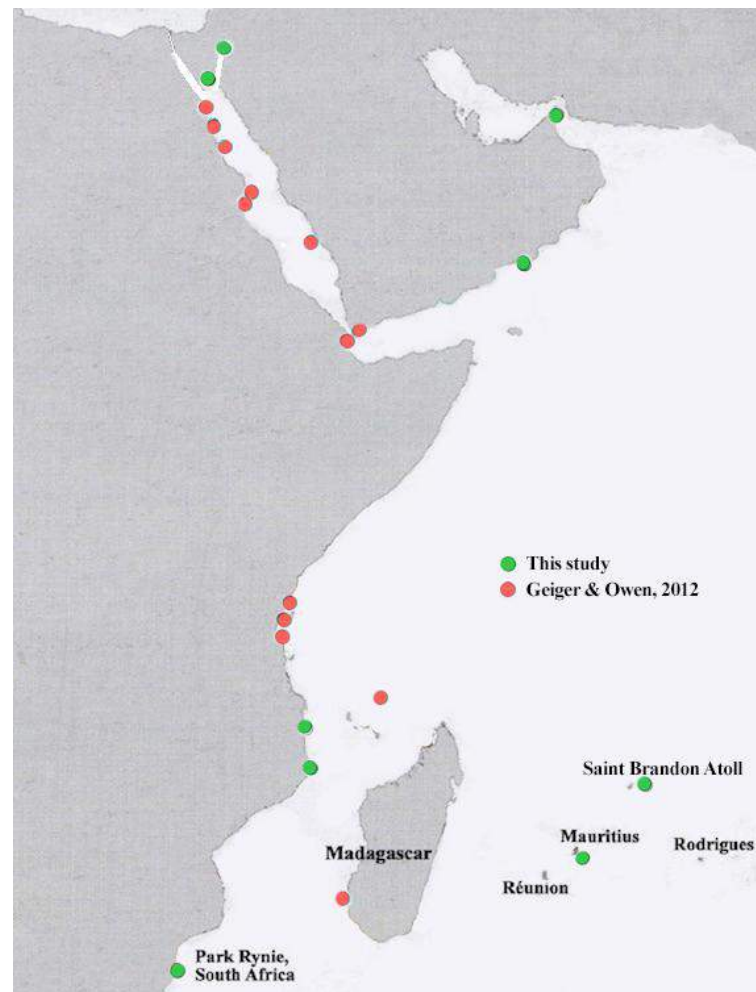 This study
Geiger & Owen, 2012
Saint Brandon Atoll
Mauritius
Rodrigues
Madagascar
Réunion
Park Rynie,
South Africa